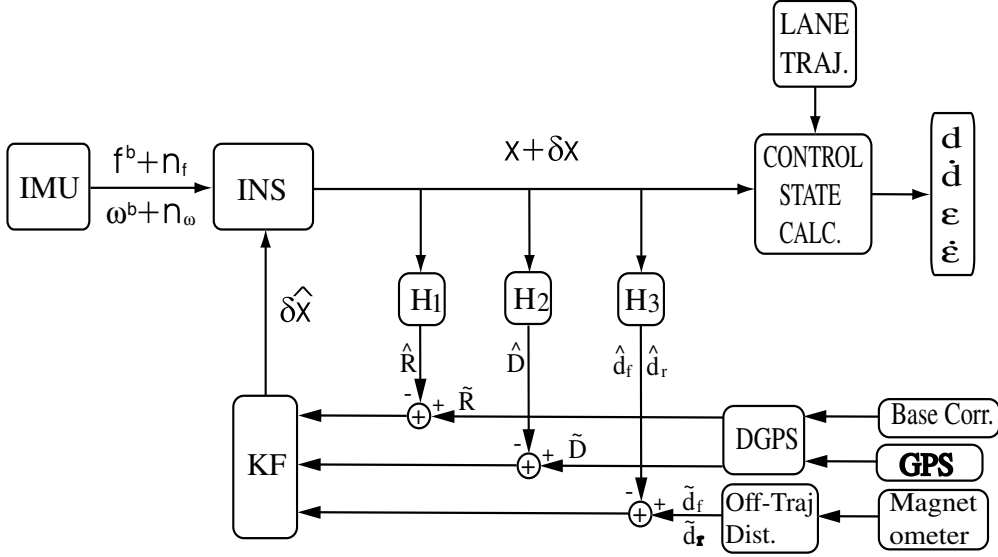 LANE
TRAJ.
IMU
fᵇ+n_f
ωᵇ+n_ω
INS
x+δx
CONTROL
STATE
CALC.
d
ḋ
ε
ε̇
δx̂
H1
H2
H3
R̂
D̂
d̂_f d̂_r
KF
-
+
+
R̃
-
+
+
D̃
-
+
+
d̃_f
d̃_r
DGPS
Base Corr.
GPS
Off-Traj
Dist.
Magnet
ometer